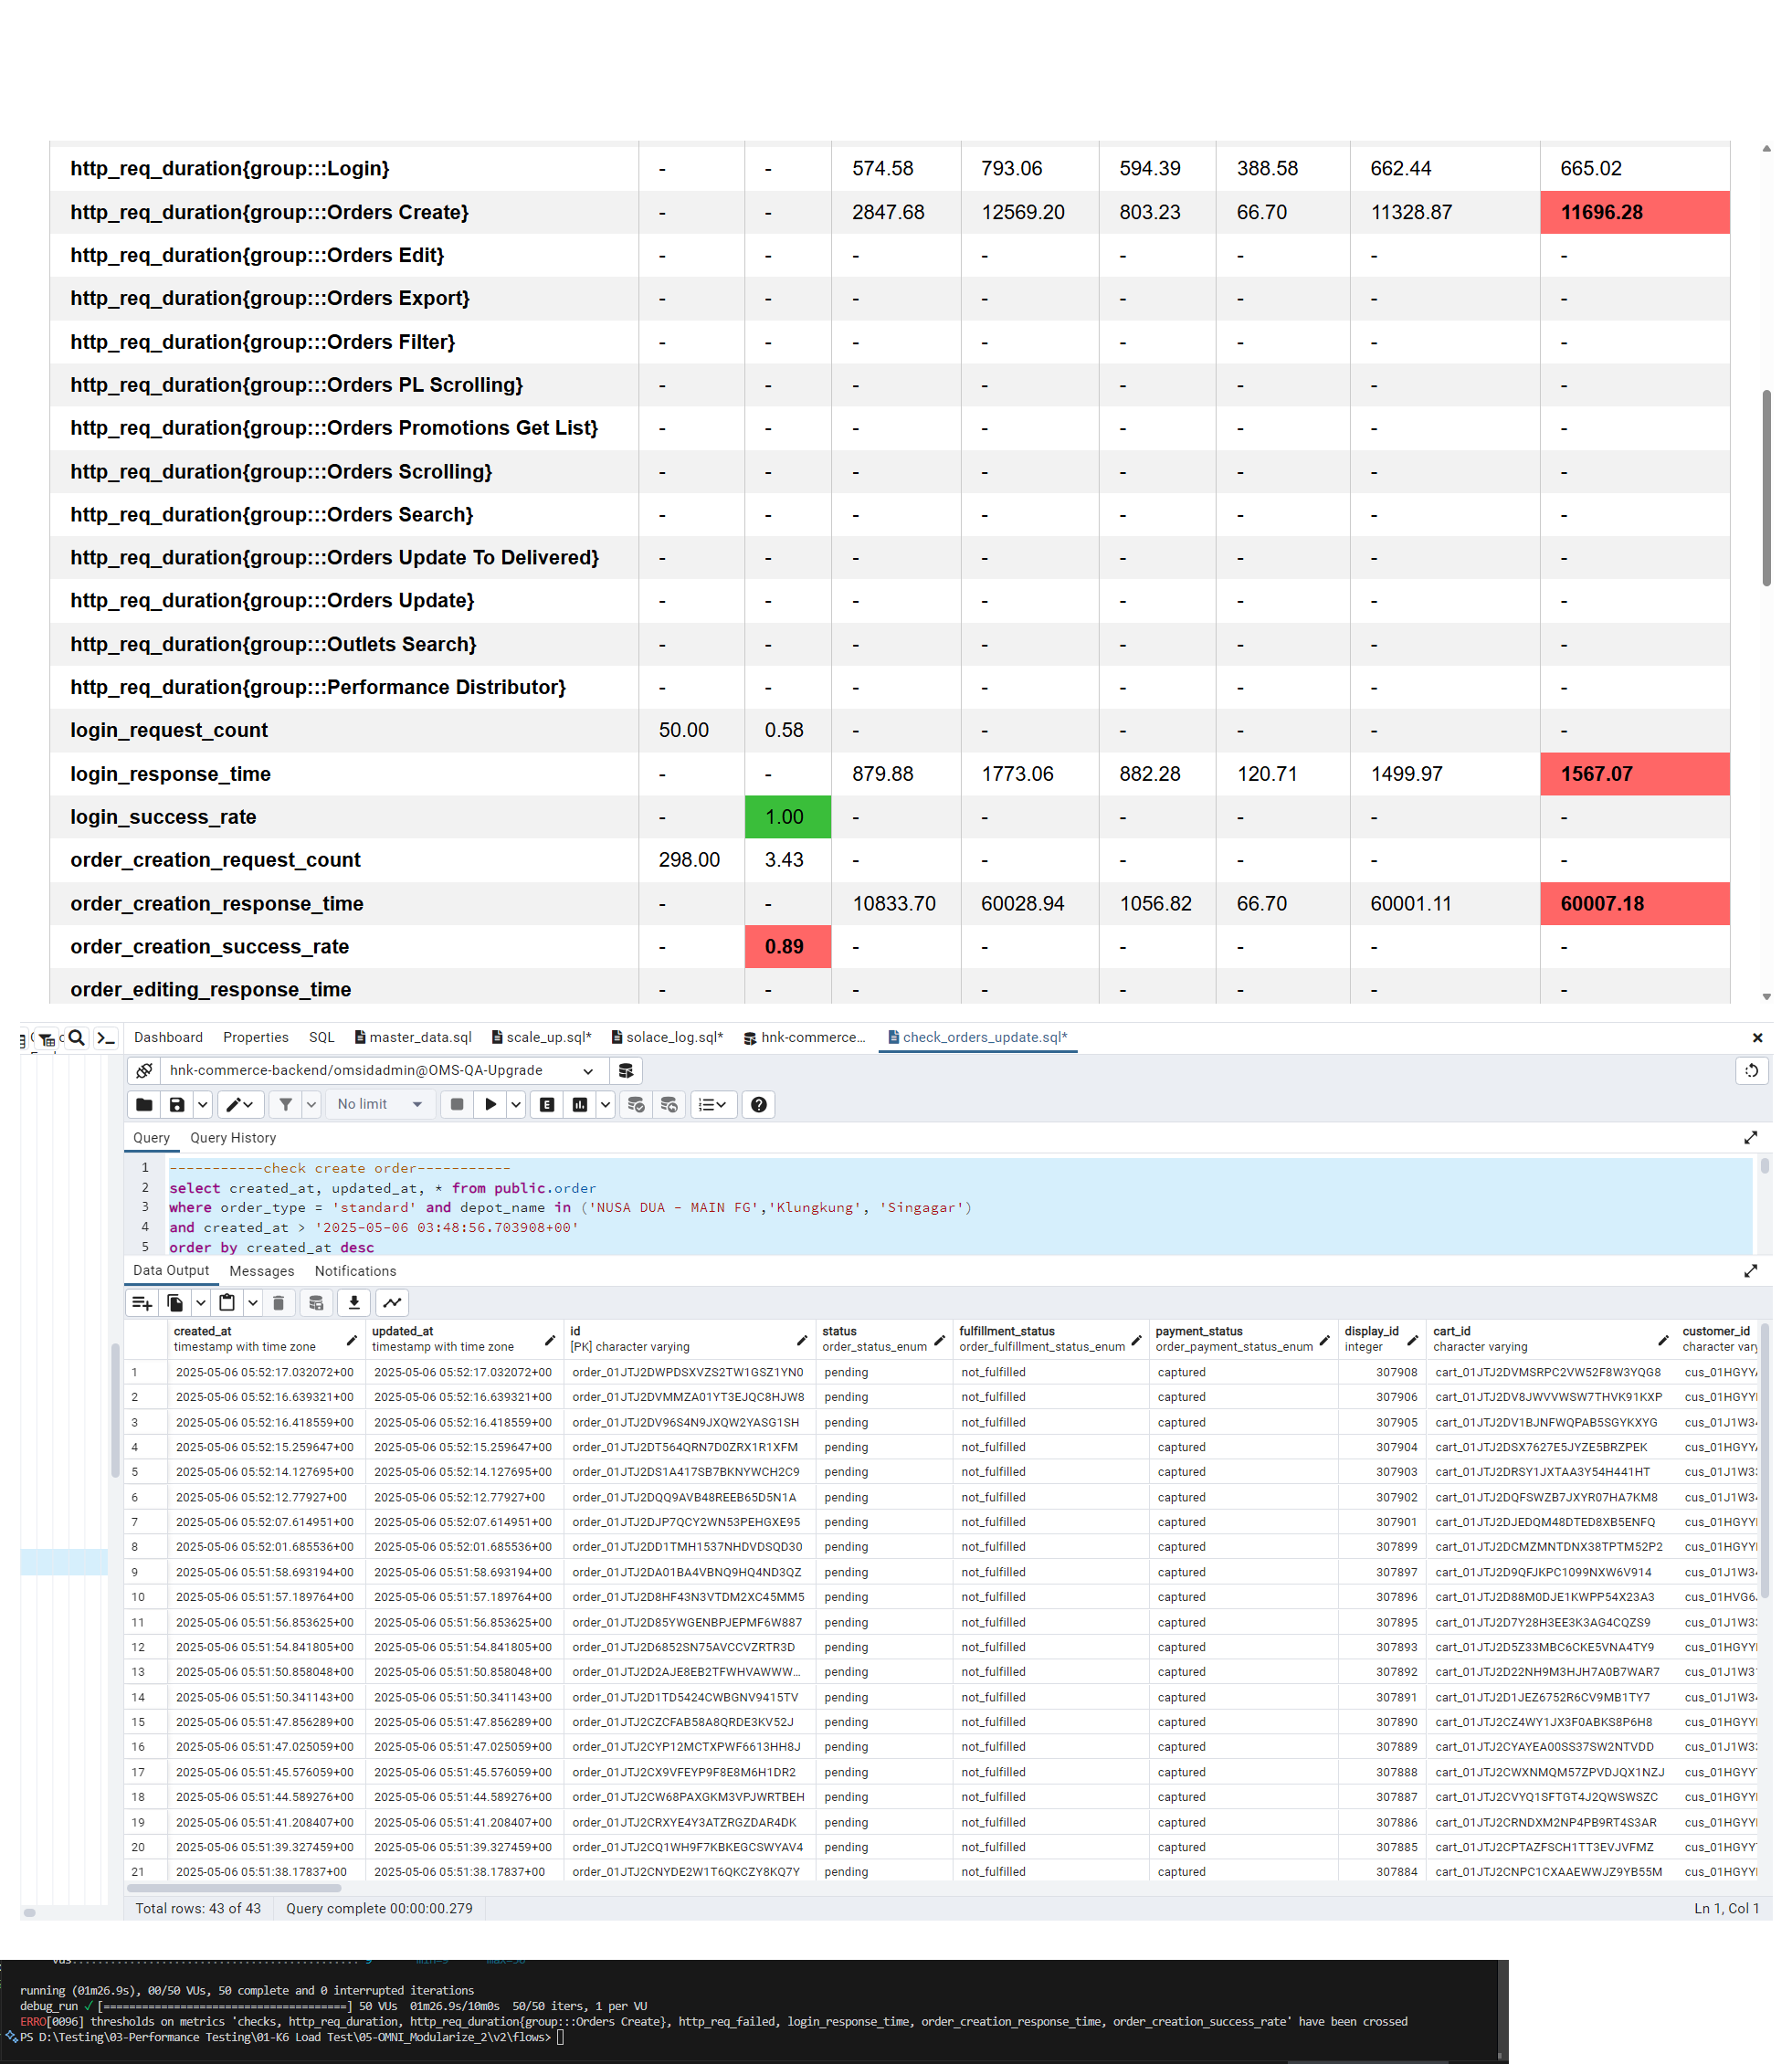 http_req_duration{group:::Login} - - 574.58 793.06 594.39 388.58 662.44 665.02
http_req_duration{group:::Orders Create} - - 2847.68 12569.20 803.23 66.70 11328.87 11696.28
http_req_duration{group:::Orders Edit} - - - - - - - -
http_req_duration{group:::Orders Export} - - - - - - - -
http_req_duration{group:::Orders Filter} - - - - - - - -
http_req_duration{group:::Orders PL Scrolling} - - - - - - - -
http_req_duration{group:::Orders Promotions Get List} - - - - - - - -
http_req_duration{group:::Orders Scrolling} - - - - - - - -
http_req_duration{group:::Orders Search} - - - - - - - -
http_req_duration{group:::Orders Update To Delivered} - - - - - - - -
http_req_duration{group:::Orders Update} - - - - - - - -
http_req_duration{group:::Outlets Search} - - - - - - - -
http_req_duration{group:::Performance Distributor} - - - - - - - -
login_request_count 50.00 0.58 - - - - - -
login_response_time - - 879.88 1773.06 882.28 120.71 1499.97 1567.07
login_success_rate - 1.00 - - - - - -
order_creation_request_count 298.00 3.43 - - - - - -
order_creation_response_time - - 10833.70 60028.94 1056.82 66.70 60001.11 60007.18
order_creation_success_rate - 0.89 - - - - - -
order_editing_response_time - - - - - - - -
Dashboard Properties SQL master_data.sql scale_up.sql* solace_log.sql* hnk-commerce... check_orders_update.sql*
hnk-commerce-backend/omsidadmin@OMS-QA-Upgrade
No limit
Query Query History
1 -----------check create order-----------
2 select created_at, updated_at, * from public.order
3 where order_type = 'standard' and depot_name in ('NUSA DUA - MAIN FG','Klungkung', 'Singagar')
4 and created_at > '2025-05-06 03:48:56.703908+00'
5 order by created_at desc
Data Output Messages Notifications
created_at updated_at id status fulfillment_status payment_status display_id cart_id customer_id
timestamp with time zone timestamp with time zone [PK] character varying order_status_enum order_fulfillment_status_enum order_payment_status_enum integer character varying character vary
1 2025-05-06 05:52:17.032072+00 2025-05-06 05:52:17.032072+00 order_01JTJ2DWPDSXVZS2TW1GSZ1YN0 pending not_fulfilled captured 307908 cart_01JTJ2DVMSRPC2VW52F8W3YQG8 cus_01HGYY
2 2025-05-06 05:52:16.639321+00 2025-05-06 05:52:16.639321+00 order_01JTJ2DVMMZA01YT3EJQC8HJW8 pending not_fulfilled captured 307906 cart_01JTJ2DV8JWVVWSW7THVK91KXP cus_01HGYY
3 2025-05-06 05:52:16.418559+00 2025-05-06 05:52:16.418559+00 order_01JTJ2DV96S4N9JXQW2YASG1SH pending not_fulfilled captured 307905 cart_01JTJ2DV1BJNFWQPAB5SGYKXYG cus_01J1W34
4 2025-05-06 05:52:15.259647+00 2025-05-06 05:52:15.259647+00 order_01JTJ2DT564QRN7D0ZRX1R1XFM pending not_fulfilled captured 307904 cart_01JTJ2DSX7627E5JYZE5BRZPEK cus_01HGYY
5 2025-05-06 05:52:14.127695+00 2025-05-06 05:52:14.127695+00 order_01JTJ2DS1A417SB7BKNYWCH2C9 pending not_fulfilled captured 307903 cart_01JTJ2DRSY1JXTAA3Y54H441HT cus_01J1W33
6 2025-05-06 05:52:12.77927+00 2025-05-06 05:52:12.77927+00 order_01JTJ2DQQ9AVB48REEB65D5N1A pending not_fulfilled captured 307902 cart_01JTJ2DQFSWZB7JXYR07HA7KM8 cus_01J1W34
7 2025-05-06 05:52:07.614951+00 2025-05-06 05:52:07.614951+00 order_01JTJ2DJP7QCY2WN53PEHGXE95 pending not_fulfilled captured 307901 cart_01JTJ2DJEDQM48DTED8XB5ENFQ cus_01HGYY
8 2025-05-06 05:52:01.685536+00 2025-05-06 05:52:01.685536+00 order_01JTJ2DD1TMH1537NHDVDSQD30 pending not_fulfilled captured 307899 cart_01JTJ2DCMZMNTDNX38TPTM52P2 cus_01HGYY
9 2025-05-06 05:51:58.693194+00 2025-05-06 05:51:58.693194+00 order_01JTJ2DA01BA4VBNQ9HQ4ND3QZ pending not_fulfilled captured 307897 cart_01JTJ2D9QFJKPC1099NXW6V914 cus_01J1W34
10 2025-05-06 05:51:57.189764+00 2025-05-06 05:51:57.189764+00 order_01JTJ2D8HF43N3VTDM2XC45MM5 pending not_fulfilled captured 307896 cart_01JTJ2D88M0DJE1KWPP54X23A3 cus_01HVG6
11 2025-05-06 05:51:56.853625+00 2025-05-06 05:51:56.853625+00 order_01JTJ2D85YWGENBPJEPMF6W887 pending not_fulfilled captured 307895 cart_01JTJ2D7Y28H3EE3K3AG4CQZS9 cus_01J1W33
12 2025-05-06 05:51:54.841805+00 2025-05-06 05:51:54.841805+00 order_01JTJ2D6852SN75AVCCVZRTR3D pending not_fulfilled captured 307893 cart_01JTJ2D5Z33MBC6CKE5VNA4TY9 cus_01HGYY
13 2025-05-06 05:51:50.858048+00 2025-05-06 05:51:50.858048+00 order_01JTJ2D2AJE8EB2TFWHVAWWW... pending not_fulfilled captured 307892 cart_01JTJ2D22NH9M3HJH7A0B7WAR7 cus_01J1W31
14 2025-05-06 05:51:50.341143+00 2025-05-06 05:51:50.341143+00 order_01JTJ2D1TD5424CWBGNV9415TV pending not_fulfilled captured 307891 cart_01JTJ2D1JEZ6752R6CV9MB1TY7 cus_01J1W34
15 2025-05-06 05:51:47.856289+00 2025-05-06 05:51:47.856289+00 order_01JTJ2CZCFAB58A8QRDE3KV52J pending not_fulfilled captured 307890 cart_01JTJ2CZ4WY1JX3F0ABKS8P6H8 cus_01HGYY
16 2025-05-06 05:51:47.025059+00 2025-05-06 05:51:47.025059+00 order_01JTJ2CYP12MCTXPWF6613HH8J pending not_fulfilled captured 307889 cart_01JTJ2CYAYEA00SS37SW2NTVDD cus_01J1W33
17 2025-05-06 05:51:45.576059+00 2025-05-06 05:51:45.576059+00 order_01JTJ2CX9VFEYP9F8E8M6H1DR2 pending not_fulfilled captured 307888 cart_01JTJ2CWXNMQM57ZPVDJQX1NZJ cus_01HGYY
18 2025-05-06 05:51:44.589276+00 2025-05-06 05:51:44.589276+00 order_01JTJ2CW68PAXGKM3VPJWRTBEH pending not_fulfilled captured 307887 cart_01JTJ2CVYQ1SFTGT4J2QWSWSZC cus_01HGYY
19 2025-05-06 05:51:41.208407+00 2025-05-06 05:51:41.208407+00 order_01JTJ2CRXYE4Y3ATZRGZDAR4DK pending not_fulfilled captured 307886 cart_01JTJ2CRNDXM2NP4PB9RT4S3AR cus_01HGYY
20 2025-05-06 05:51:39.327459+00 2025-05-06 05:51:39.327459+00 order_01JTJ2CQ1WH9F7KBKEGCSWYAV4 pending not_fulfilled captured 307885 cart_01JTJ2CPTAZFSCH1TT3EVJVFMZ cus_01HGYY
21 2025-05-06 05:51:38.17837+00 2025-05-06 05:51:38.17837+00 order_01JTJ2CNYDE2W1T6QKCZY8KQ7Y pending not_fulfilled captured 307884 cart_01JTJ2CNPC1CXAAEWWJZ9YB55M cus_01HGYY
Total rows: 43 of 43 Query complete 00:00:00.279 Ln 1, Col 1
running (01m26.9s), 00/50 VUs, 50 complete and 0 interrupted iterations
debug_run ✓ [======================================] 50 VUs 01m26.9s/10m0s 50/50 iters, 1 per VU
ERRO[0096] thresholds on metrics 'checks, http_req_duration, http_req_duration{group:::Orders Create}, http_req_failed, login_response_time, order_creation_response_time, order_creation_success_rate' have been crossed
PS D:\Testing\03-Performance Testing\01-K6 Load Test\05-OMNI_Modularize_2\v2\flows>